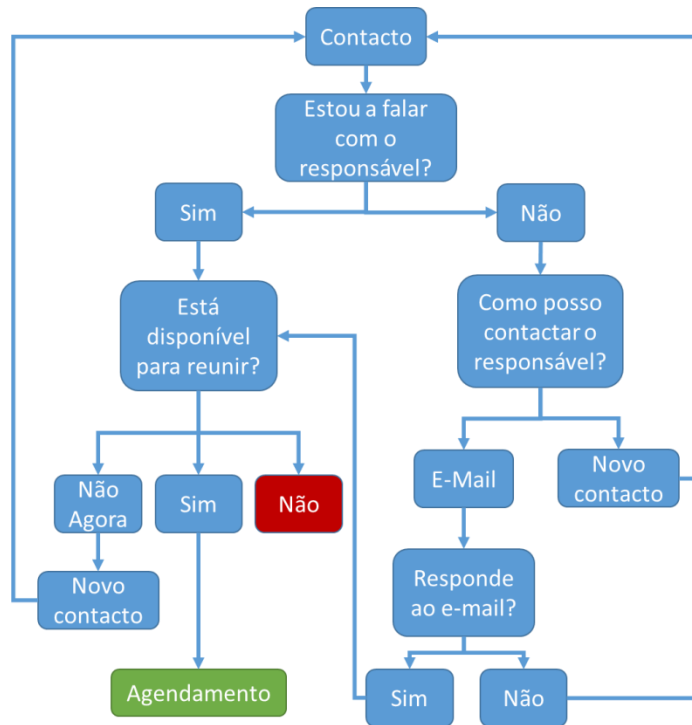 Contacto
Estou a falar
com o
responsável?
Sim
Não
Está
disponível
para reunir?
Como posso
contactar o
responsável?
Não
Agora
Sim
Não
E-Mail
Novo
contacto
Novo
contacto
Responde
ao e-mail?
Agendamento
Sim
Não